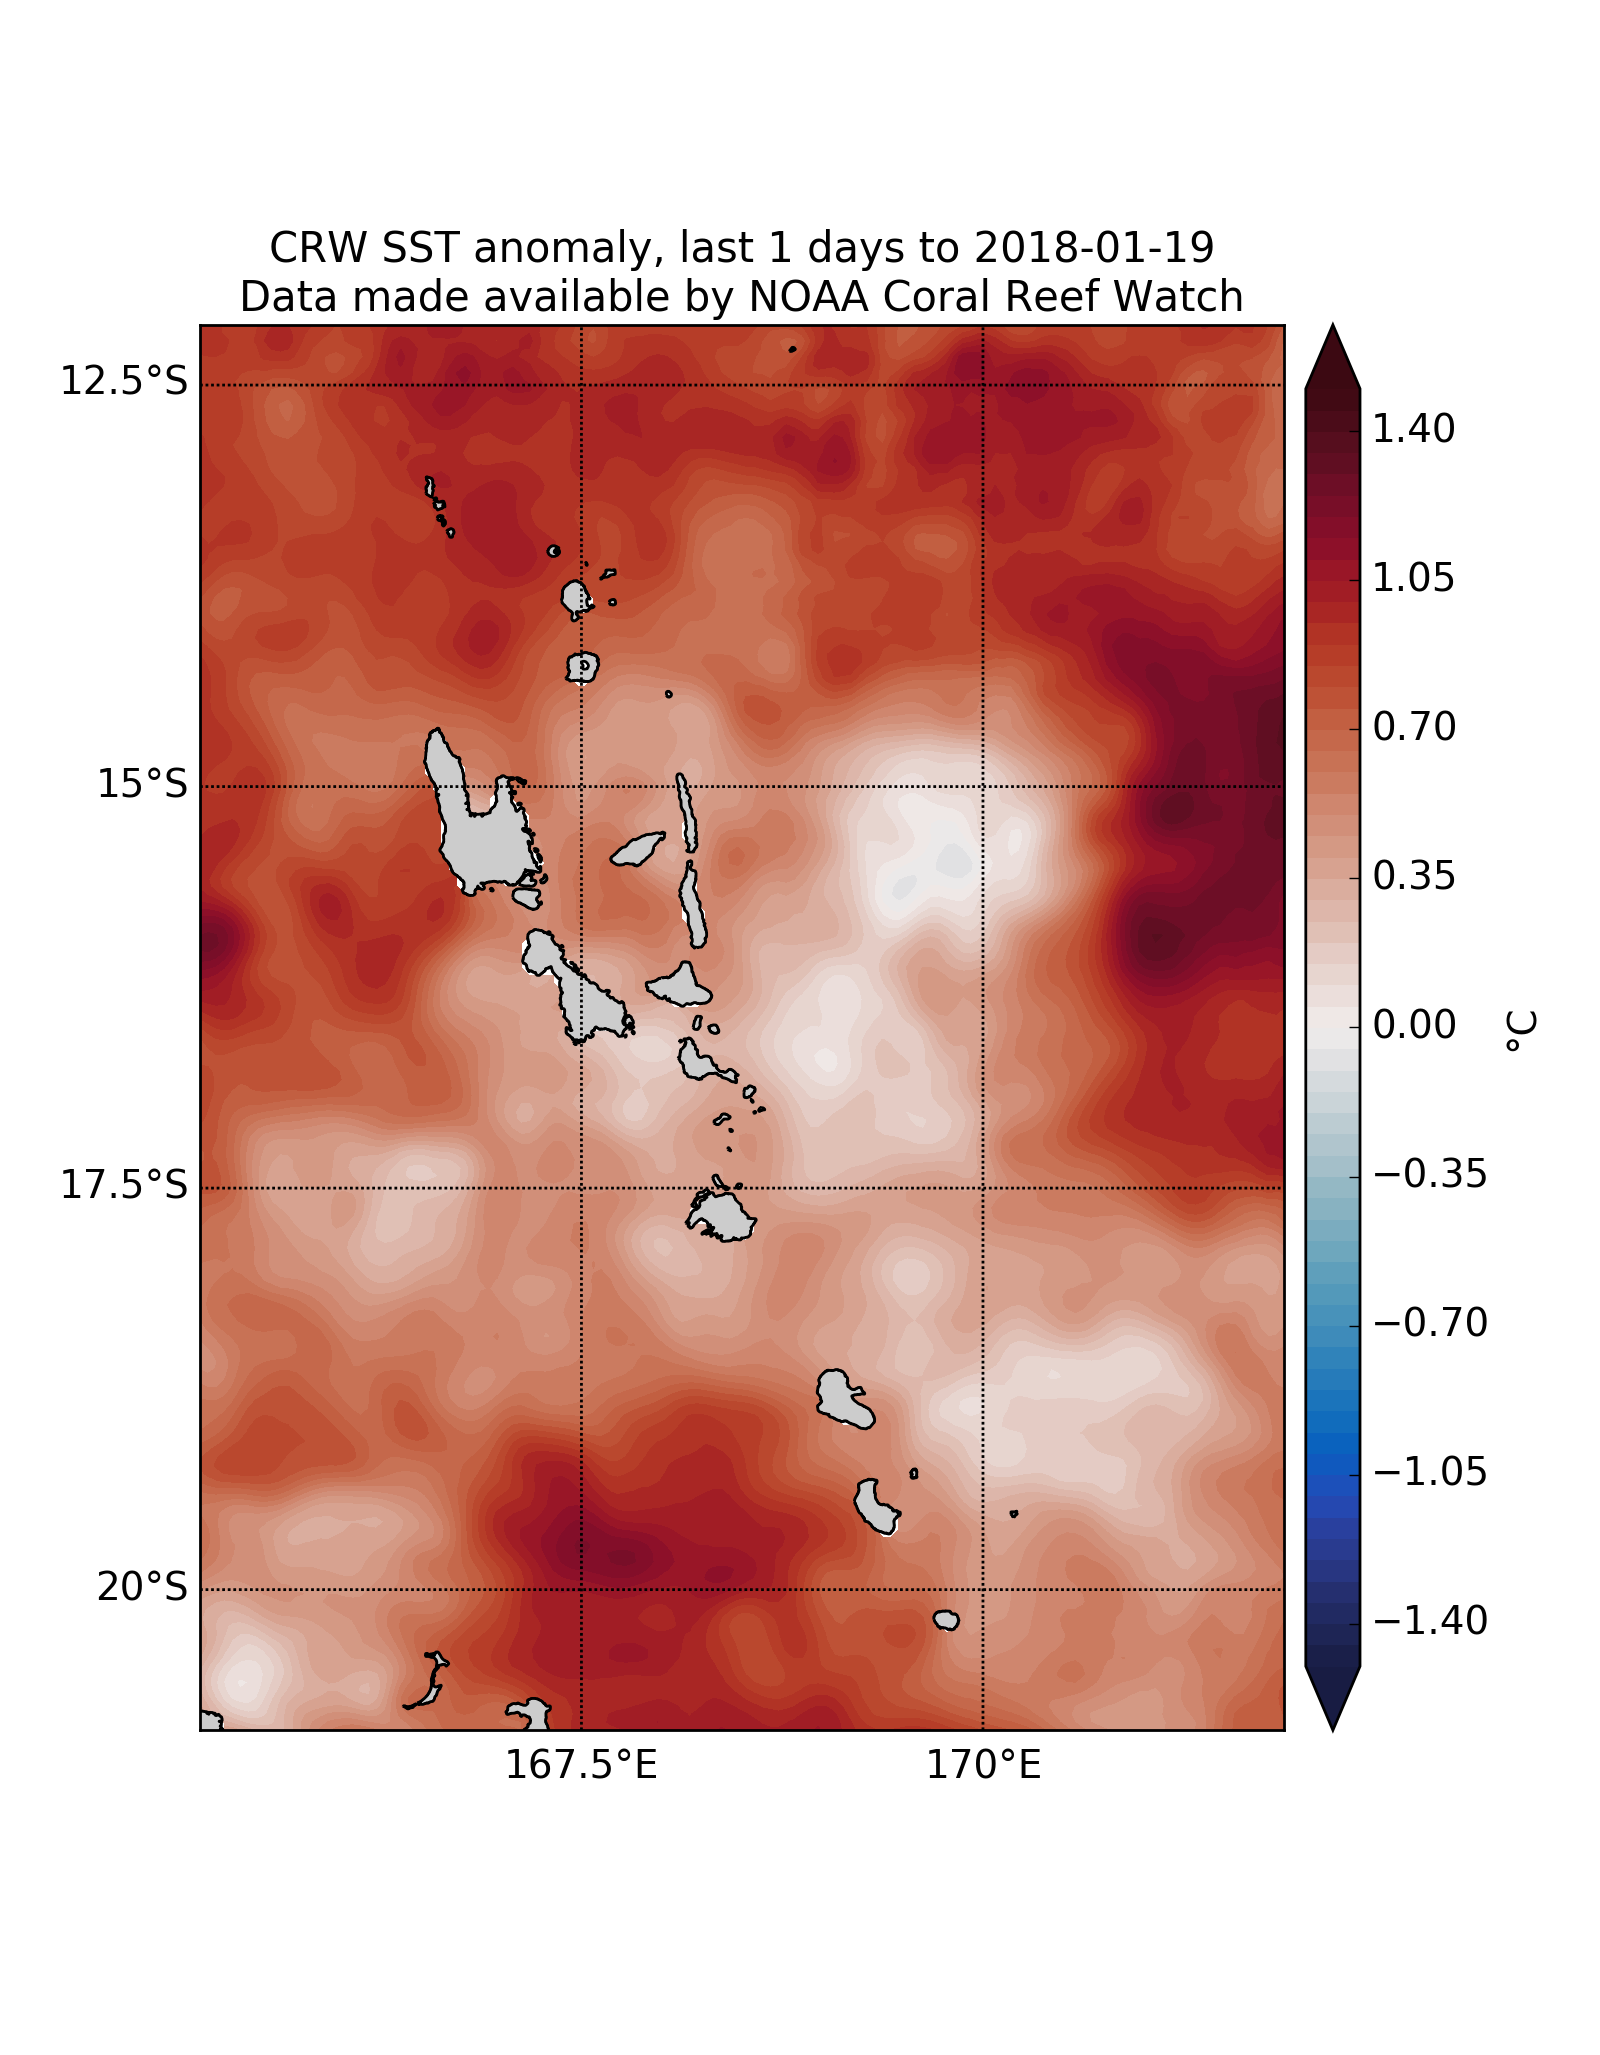 CRW SST anomaly, last 1 days to 2018-01-19
Data made available by NOAA Coral Reef Watch
12.5°S
15°S
17.5°S
20°S
167.5°E
170°E
1.40
1.05
0.70
0.35
0.00
−0.35
−0.70
−1.05
−1.40
°C